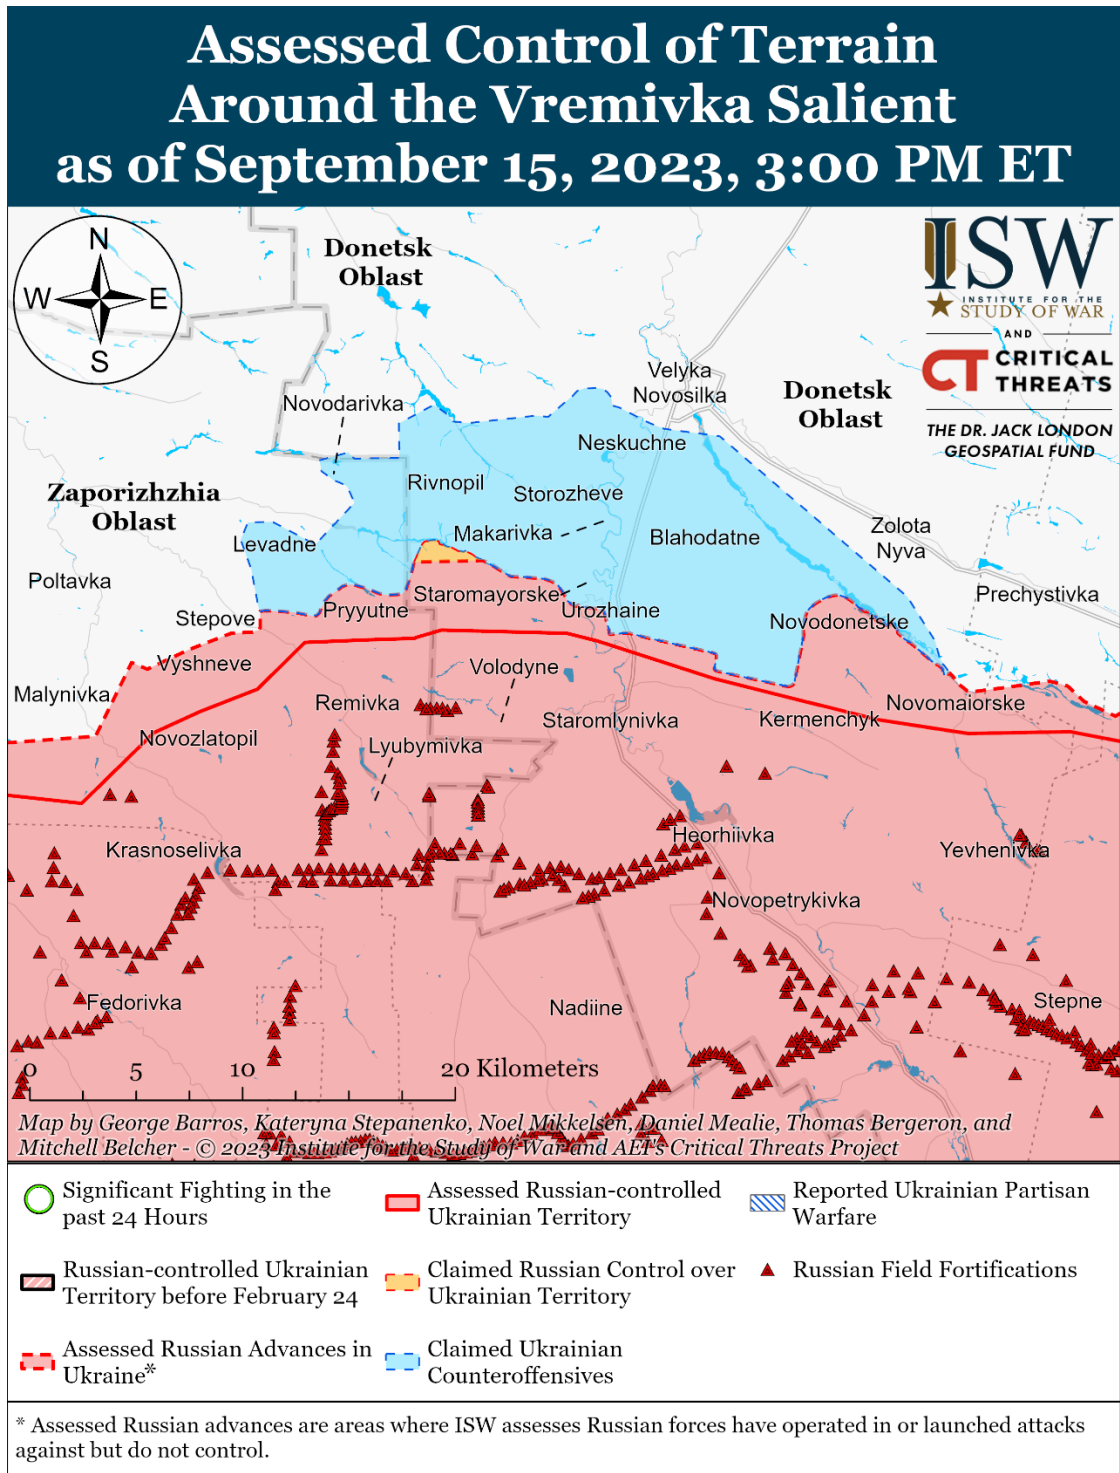 Assessed Control of Terrain
Around the Vremivka Salient
as of September 15, 2023, 3:00 PM ET
N
W
E
S
Donetsk
Oblast
ISW
INSTITUTE FOR THE
STUDY OF WAR
AND
CT CRITICAL
THREATS
THE DR. JACK LONDON
GEOSPATIAL FUND
Velyka
Novosilka
Donetsk
Oblast
Novodarivka
Neskuchne
Rivnopil
Storozheve
Zaporizhzhia
Oblast
Makarivka
Blahodatne
Zolota
Nyva
Levadne
Poltavka
Prechystivka
Staromayorske
Stepove
Pryyutne
Urozhaine
Novodonetske
Vyshneve
Volodyne
Malynivka
Remivka
Staromlynivka
Kermenchyk
Novomaiorske
Novozlatopil
Lyubymivka
Heorhiivka
Krasnoselivka
Yevhenivka
Novopetrykivka
Fedorivka
Nadiine
Stepne
0 5 10 20 Kilometers
Map by George Barros, Kateryna Stepanenko, Noel Mikkelsen, Daniel Mealie, Thomas Bergeron, and
Mitchell Belcher - © 2023 Institute for the Study of War and AEI's Critical Threats Project
Significant Fighting in the
past 24 Hours
Assessed Russian-controlled
Ukrainian Territory
Reported Ukrainian Partisan
Warfare
Russian-controlled Ukrainian
Territory before February 24
Claimed Russian Control over
Ukrainian Territory
Russian Field Fortifications
Assessed Russian Advances in
Ukraine*
Claimed Ukrainian
Counteroffensives
* Assessed Russian advances are areas where ISW assesses Russian forces have operated in or launched attacks
against but do not control.